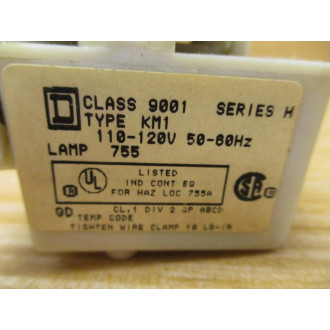 D
CLASS 9001 SERIES H
TYPE KM1
110-120V 50-60Hz
LAMP 755
LISTED
UL
IND CONT EQ
FOR HAZ LOC 755A
CL.1 DIV 2 GP ABCD
TEMP CODE
TIGHTEN WIRE CLAMP 10 LB-IN